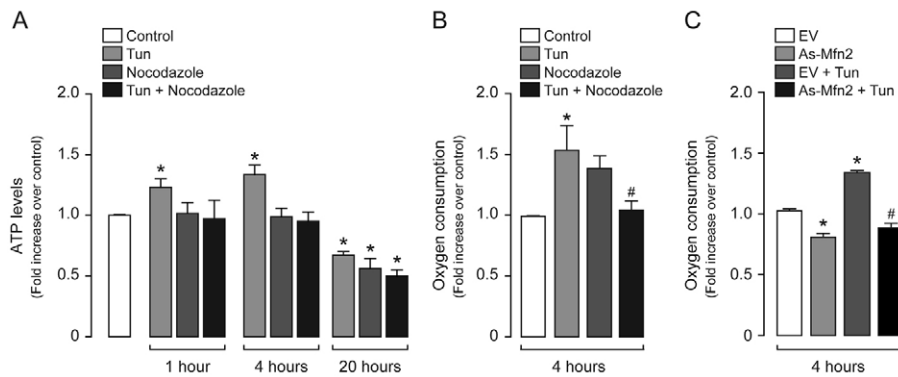 A
Control
Tun
Nocodazole
Tun + Nocodazole
ATP levels
(Fold increase over control)
2.0
1.5
1.0
0.5
0
*
*
*
*
*
1 hour
4 hours
20 hours
B
Control
Tun
Nocodazole
Tun + Nocodazole
Oxygen consumption
(Fold increase over control)
2.0
1.5
1.0
0.5
0
*
#
4 hours
C
EV
As-Mfn2
EV + Tun
As-Mfn2 + Tun
Oxygen consumption
(Fold increase over control)
2.0
1.5
1.0
0.5
0
*
*
#
4 hours